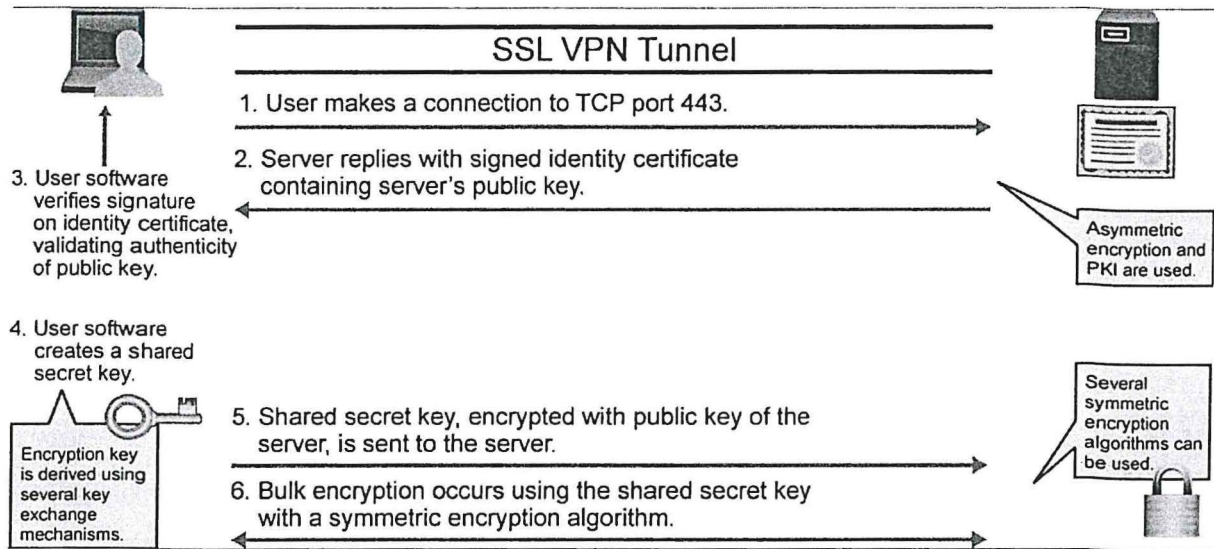 SSL VPN Tunnel
1. User makes a connection to TCP port 443.
2. Server replies with signed identity certificate
containing server's public key.
3. User software
verifies signature
on identity certificate,
validating authenticity
of public key.
Asymmetric
encryption and
PKI are used.
4. User software
creates a shared
secret key.
Encryption key
is derived using
several key
exchange
mechanisms.
5. Shared secret key, encrypted with public key of the
server, is sent to the server.
6. Bulk encryption occurs using the shared secret key
with a symmetric encryption algorithm.
Several
symmetric
encryption
algorithms can
be used.